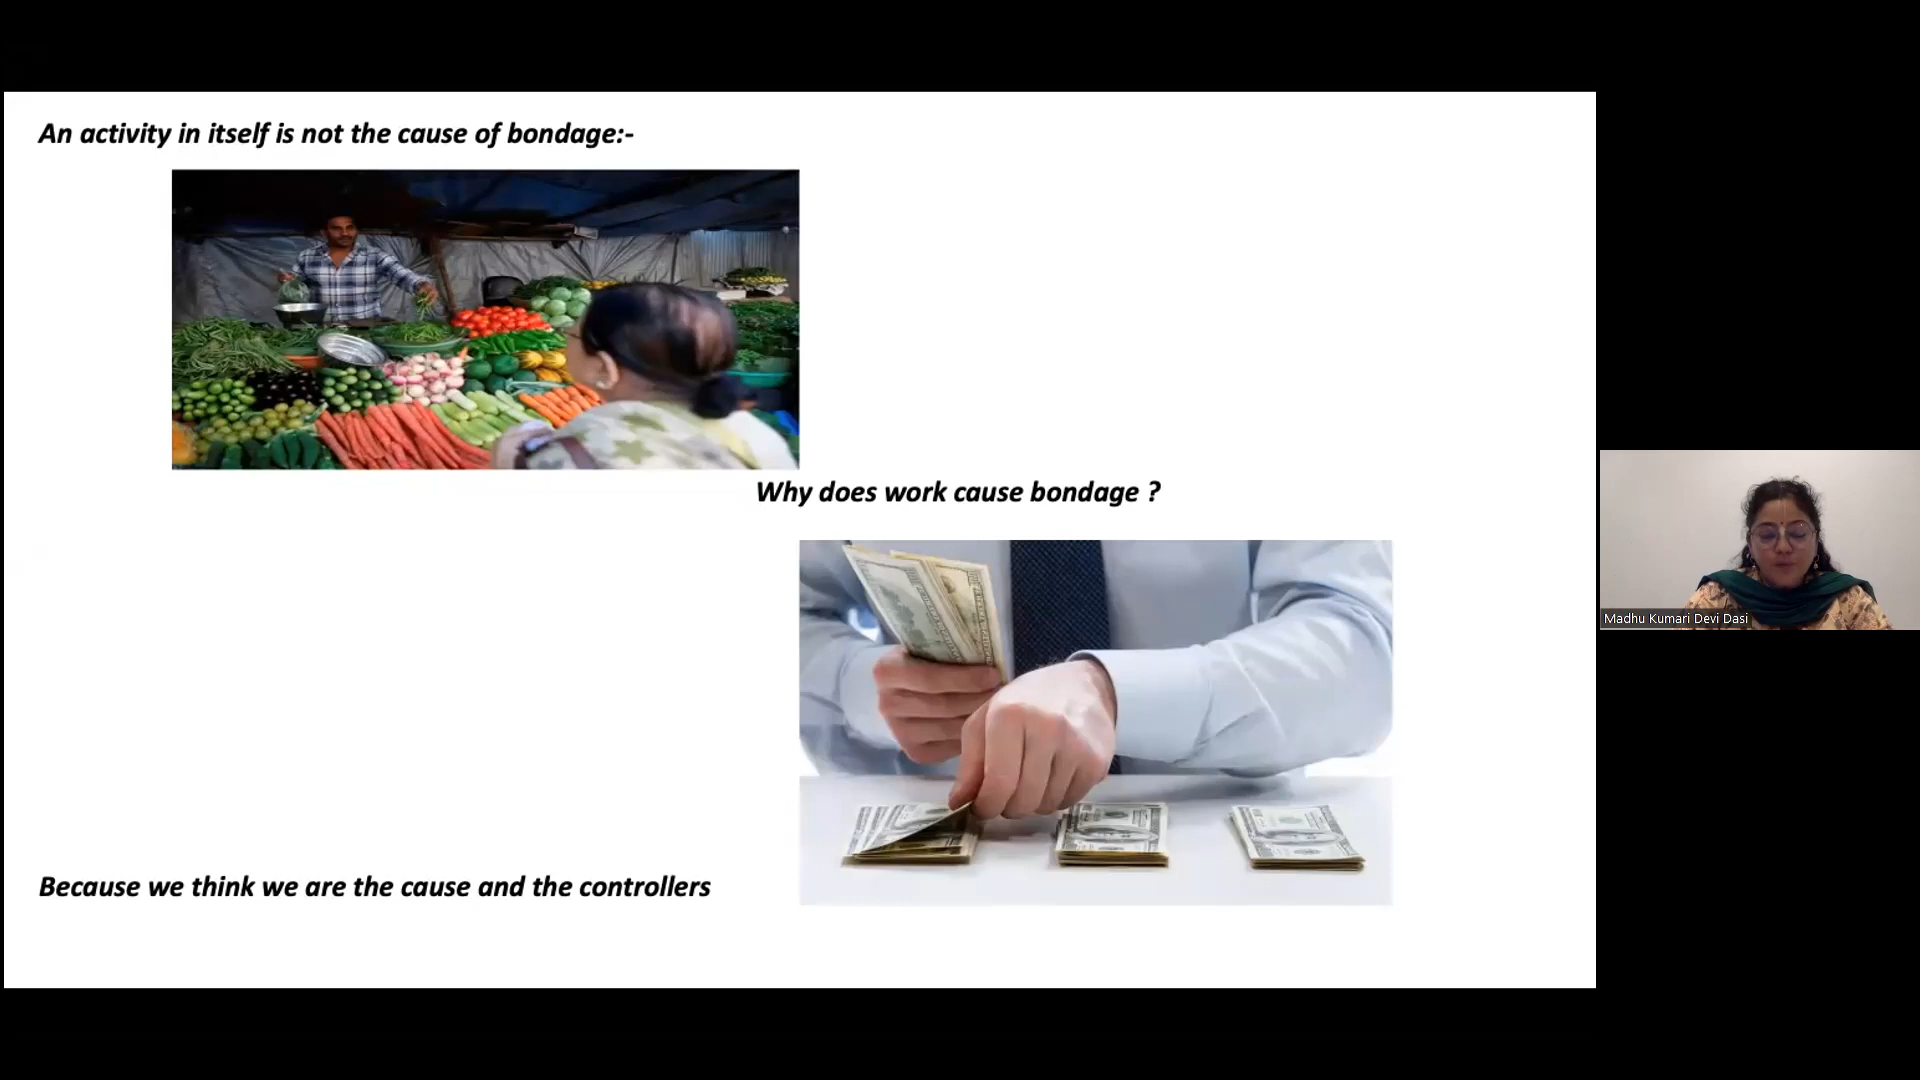 An activity in itself is not the cause of bondage:-
Why does work cause bondage ?
Madhu Kumari Devi Dasi
Because we think we are the cause and the controllers